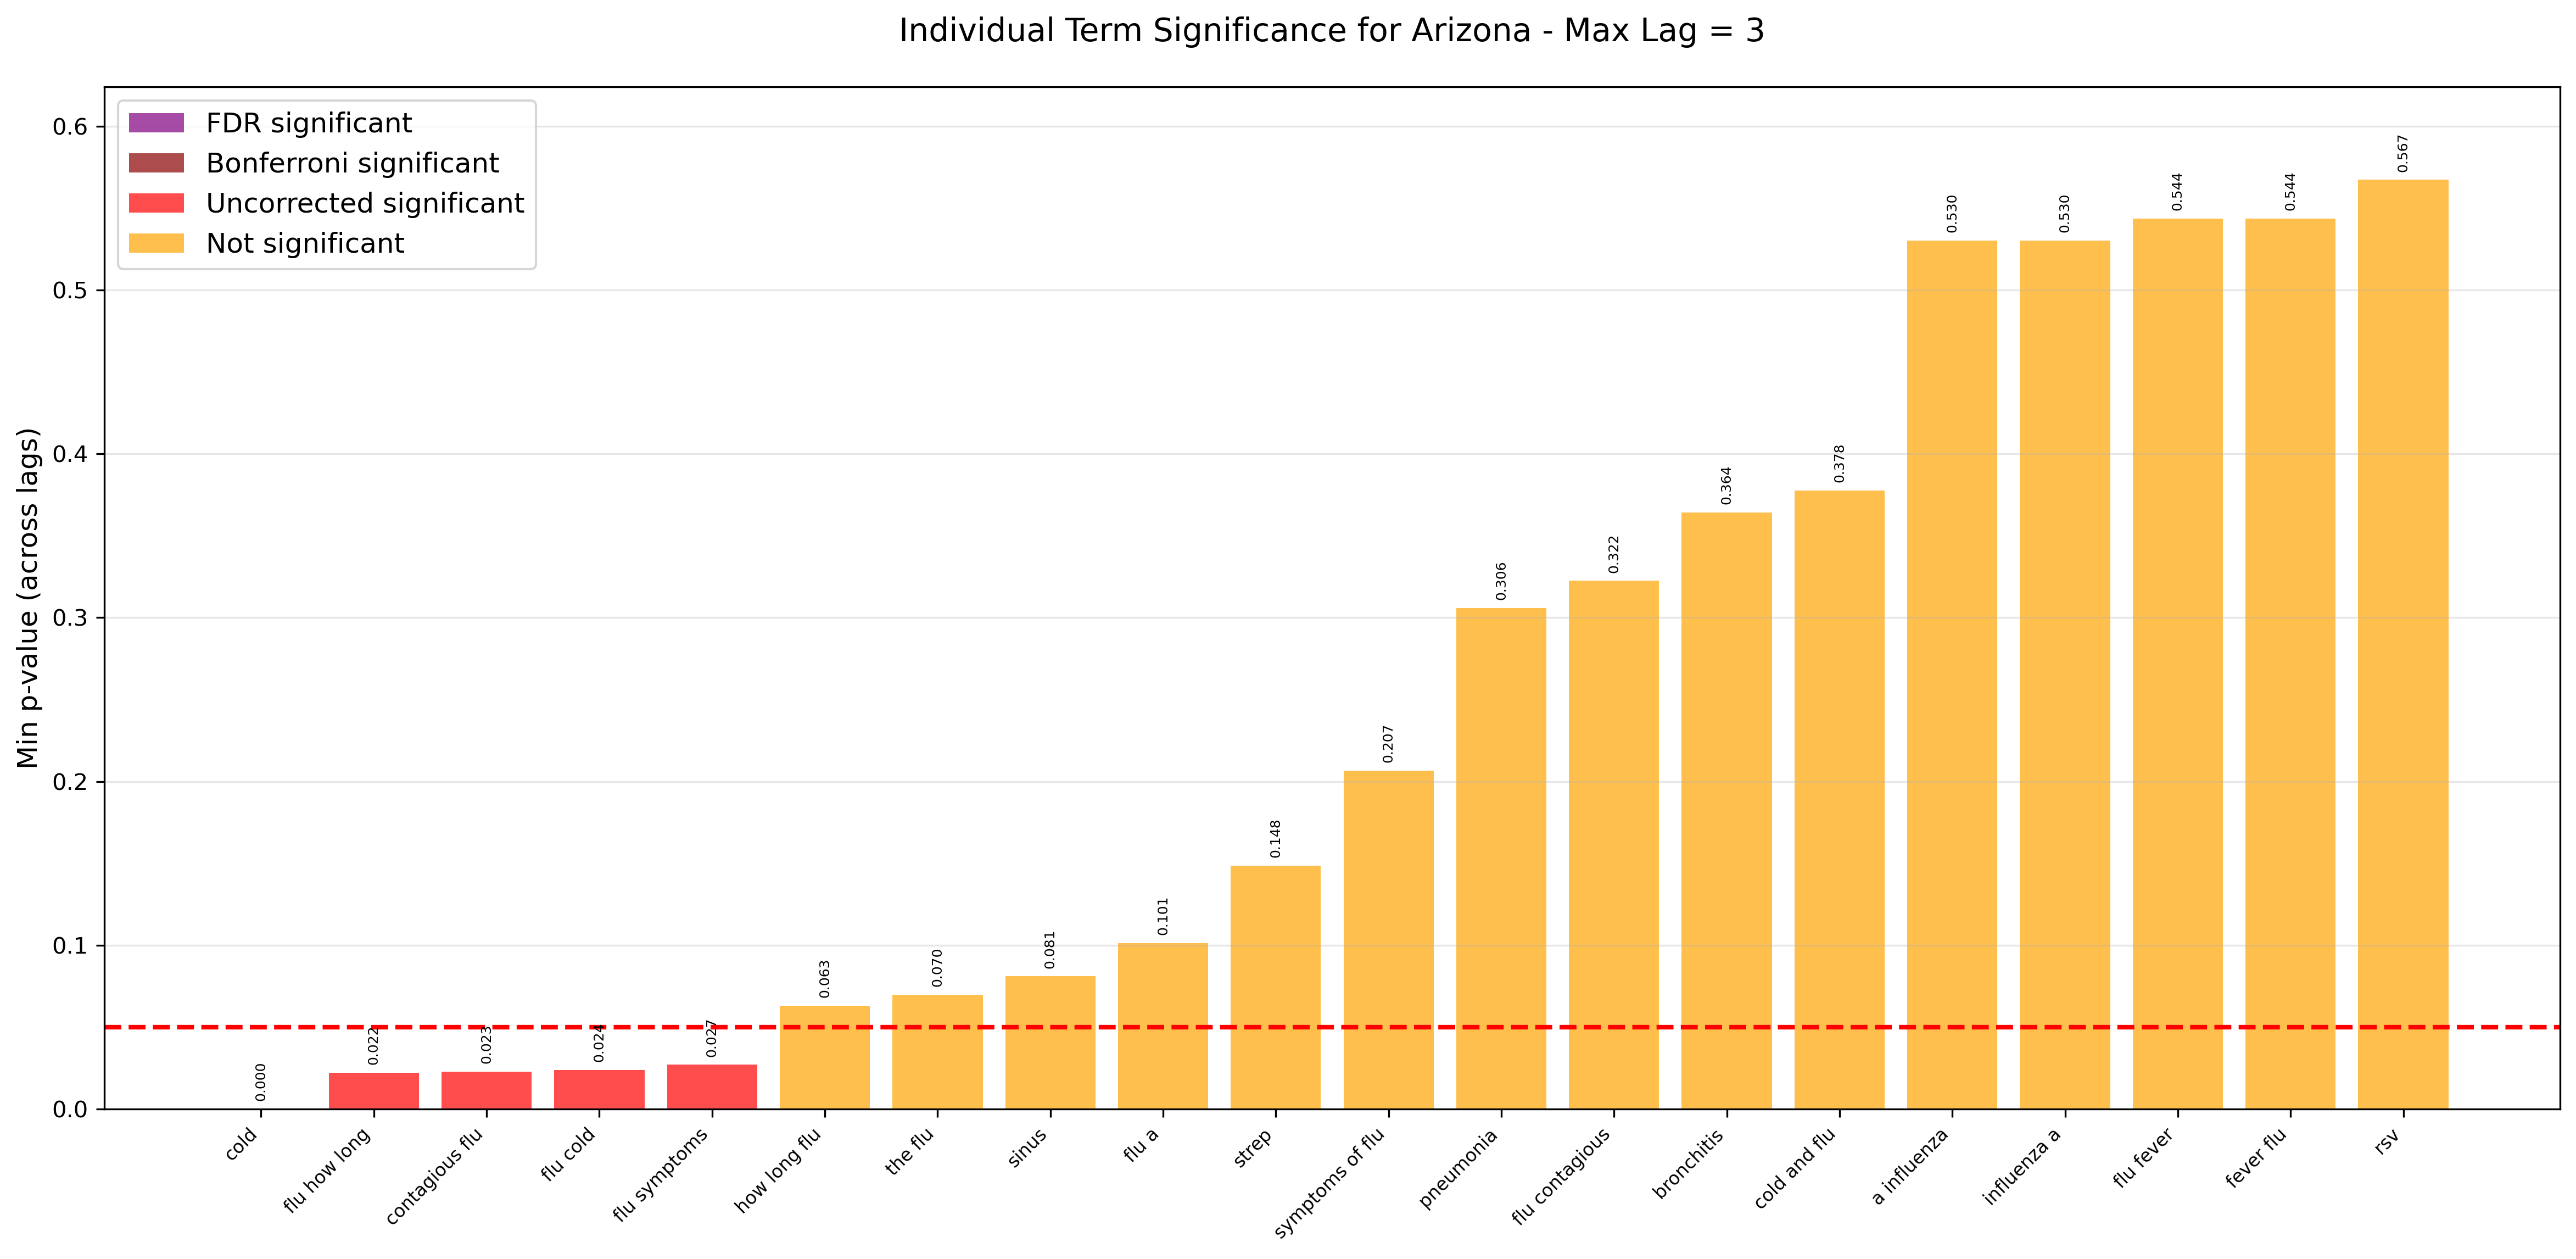 Individual Term Significance for Arizona - Max Lag = 3
FDR significant
Bonferroni significant
Uncorrected significant
Not significant
Min p-value (across lags)
0.6
0.5
0.4
0.3
0.2
0.1
0.0
0.000
0.022
0.023
0.024
0.027
0.063
0.070
0.081
0.101
0.148
0.207
0.306
0.322
0.364
0.378
0.530
0.530
0.544
0.544
0.567
cold
flu how long
contagious flu
flu cold
flu symptoms
how long flu
the flu
sinus
flu a
strep
symptoms of flu
pneumonia
flu contagious
bronchitis
cold and flu
a influenza
influenza a
flu fever
fever flu
rsv